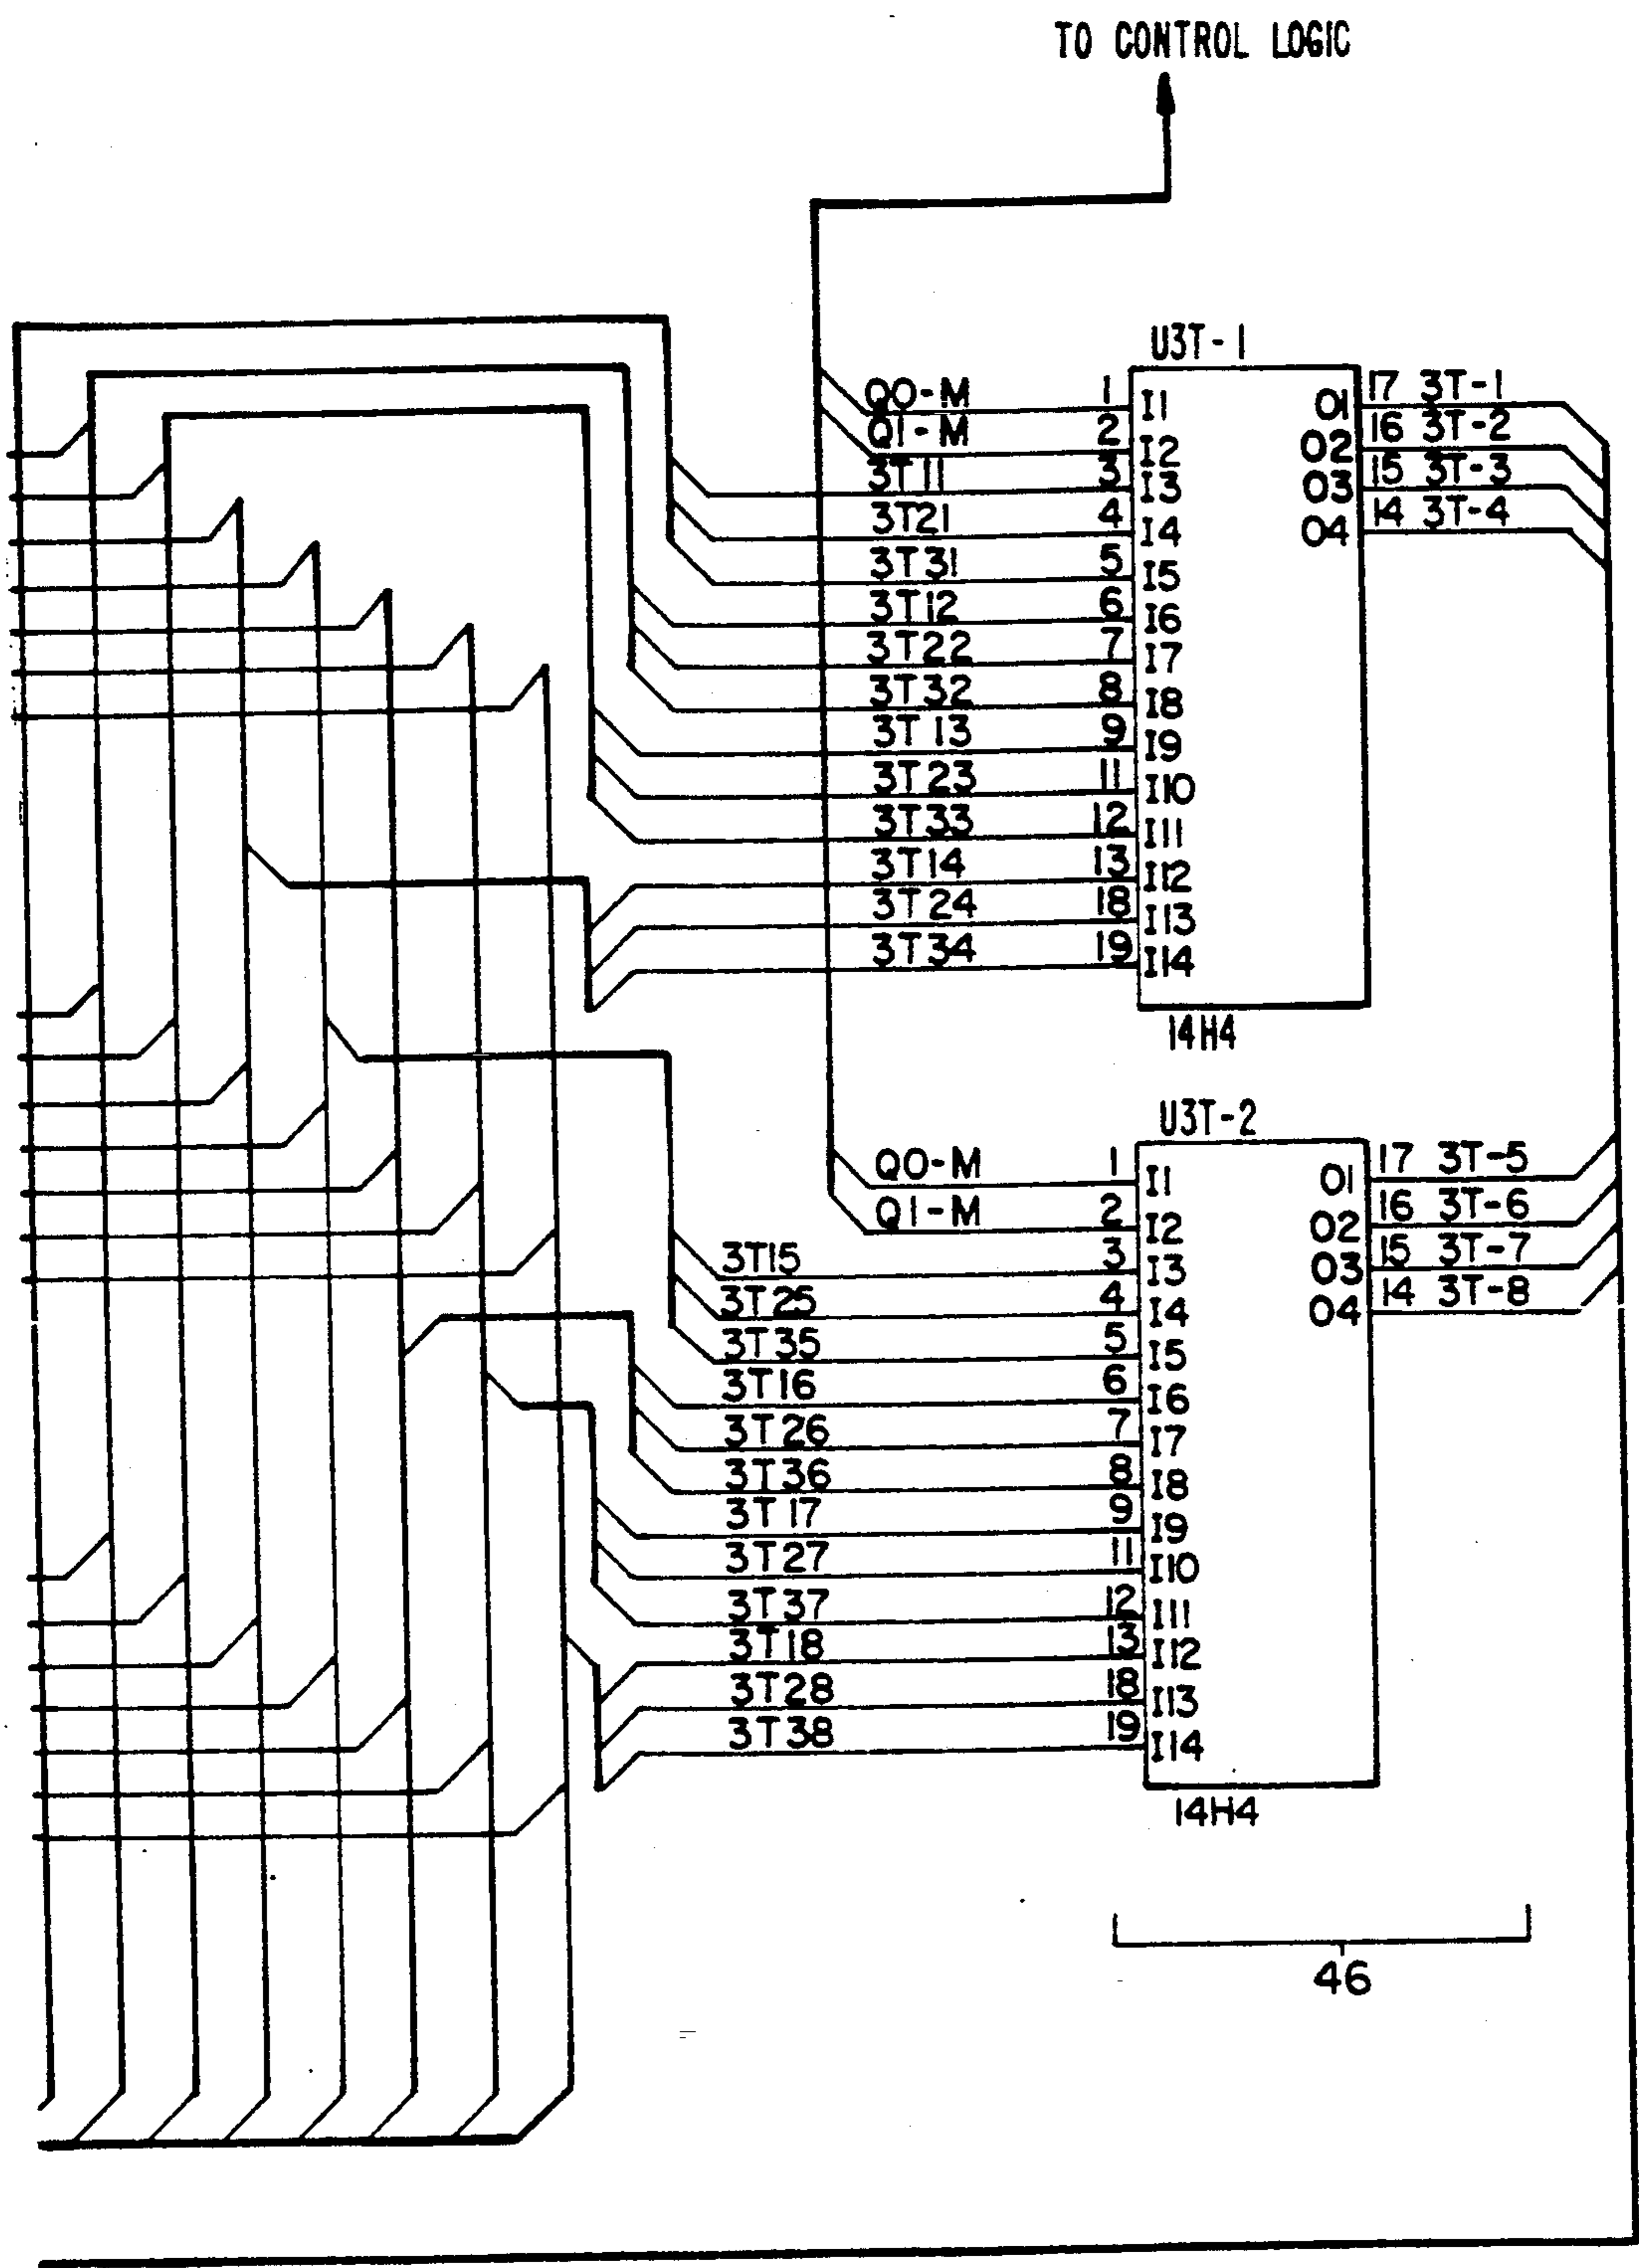 TO CONTROL LOGIC
U3T-1
Q0-M 1 I1 O1 17 3T-1
Q1-M 2 I2 O2 16 3T-2
3T11 3 I3 O3 15 3T-3
3T21 4 I4 O4 14 3T-4
3T31 5 I5
3T12 6 I6
3T22 7 I7
3T32 8 I8
3T13 9 I9
3T23 11 I10
3T33 12 I11
3T14 13 I12
3T24 18 I13
3T34 19 I14
14H4
U3T-2
Q0-M 1 I1 O1 17 3T-5
Q1-M 2 I2 O2 16 3T-6
3T15 3 I3 O3 15 3T-7
3T25 4 I4 O4 14 3T-8
3T35 5 I5
3T16 6 I6
3T26 7 I7
3T36 8 I8
3T17 9 I9
3T27 11 I10
3T37 12 I11
3T18 13 I12
3T28 18 I13
3T38 19 I14
14H4
46